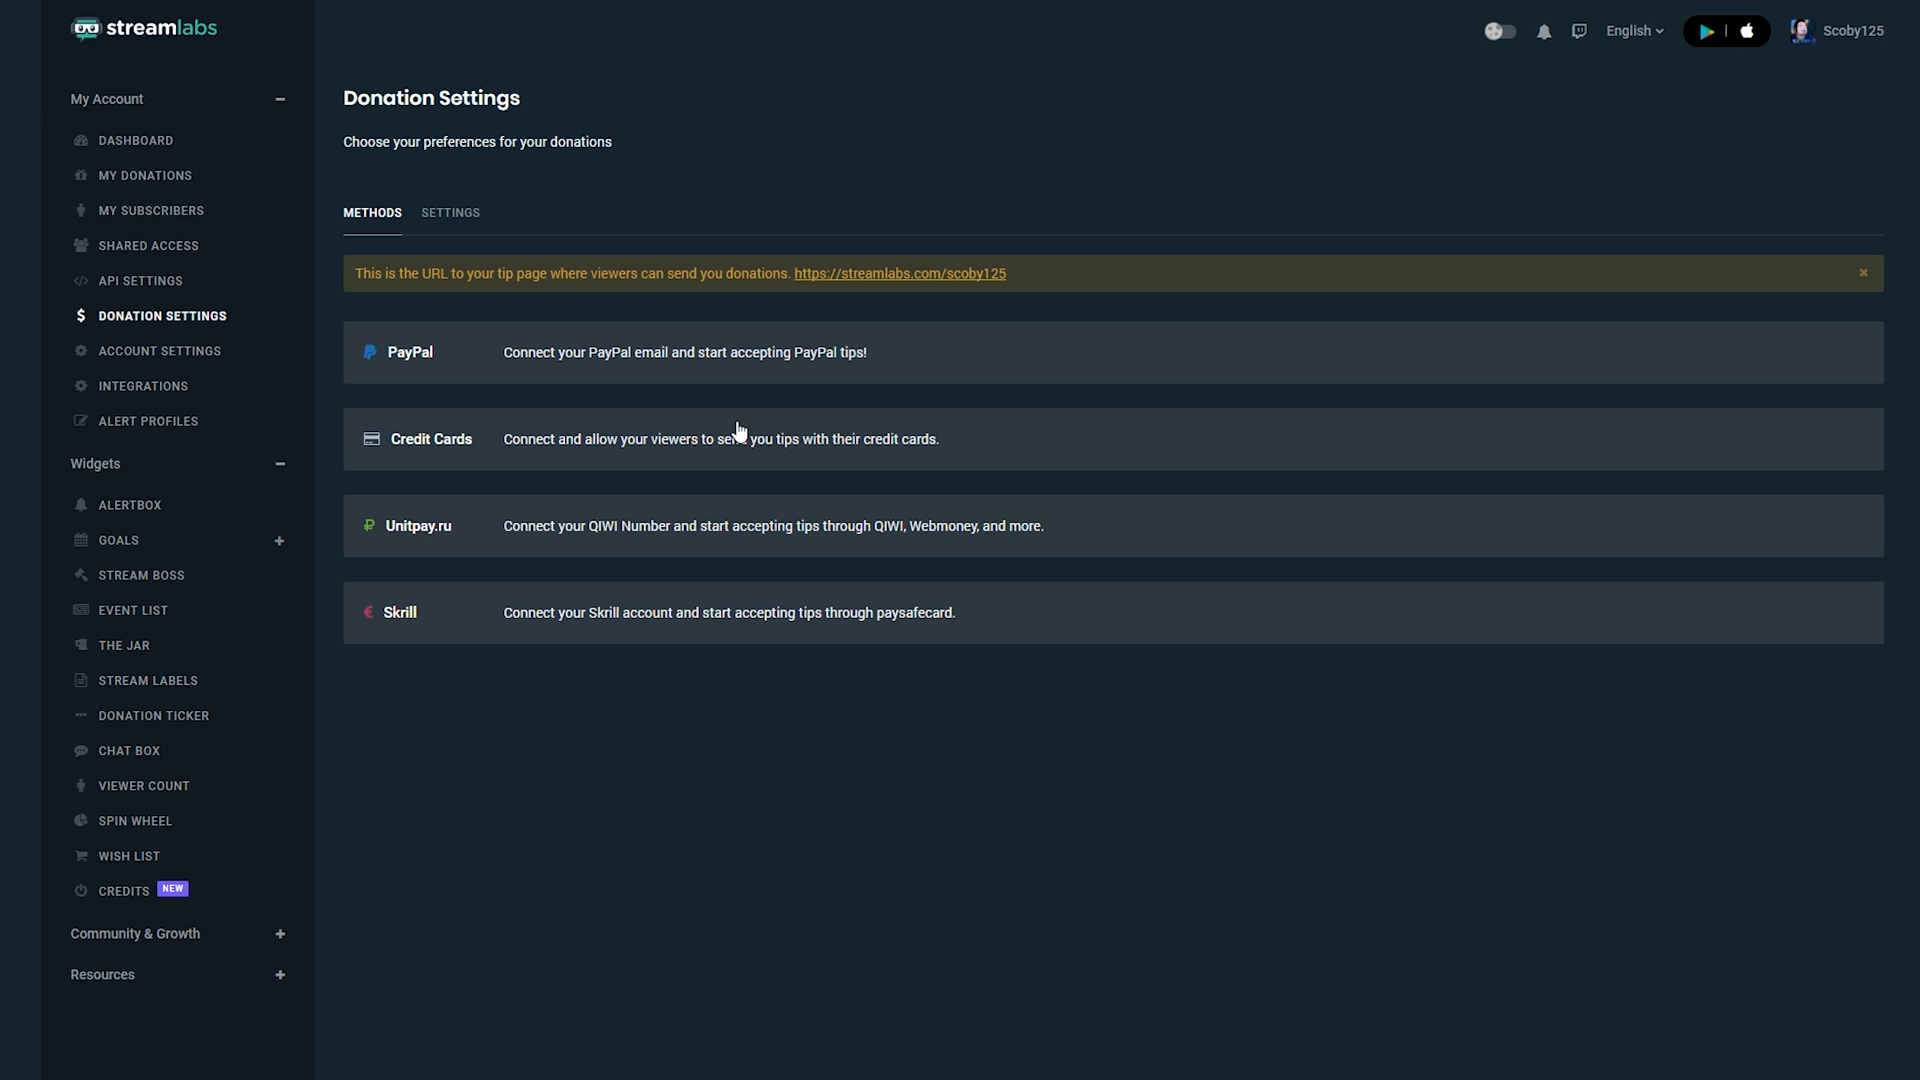 streamlabs
English
Scoby125
My Account
DASHBOARD
MY DONATIONS
MY SUBSCRIBERS
SHARED ACCESS
API SETTINGS
DONATION SETTINGS
ACCOUNT SETTINGS
INTEGRATIONS
ALERT PROFILES
Widgets
ALERTBOX
GOALS
STREAM BOSS
EVENT LIST
THE JAR
STREAM LABELS
DONATION TICKER
CHAT BOX
VIEWER COUNT
SPIN WHEEL
WISH LIST
CREDITS NEW
Community & Growth
Resources
Donation Settings
Choose your preferences for your donations
METHODS SETTINGS
This is the URL to your tip page where viewers can send you donations. https://streamlabs.com/scoby125
PayPal Connect your PayPal email and start accepting PayPal tips!
Credit Cards Connect and allow your viewers to send you tips with their credit cards.
Unitpay.ru Connect your QIWI Number and start accepting tips through QIWI, Webmoney, and more.
Skrill Connect your Skrill account and start accepting tips through paysafecard.